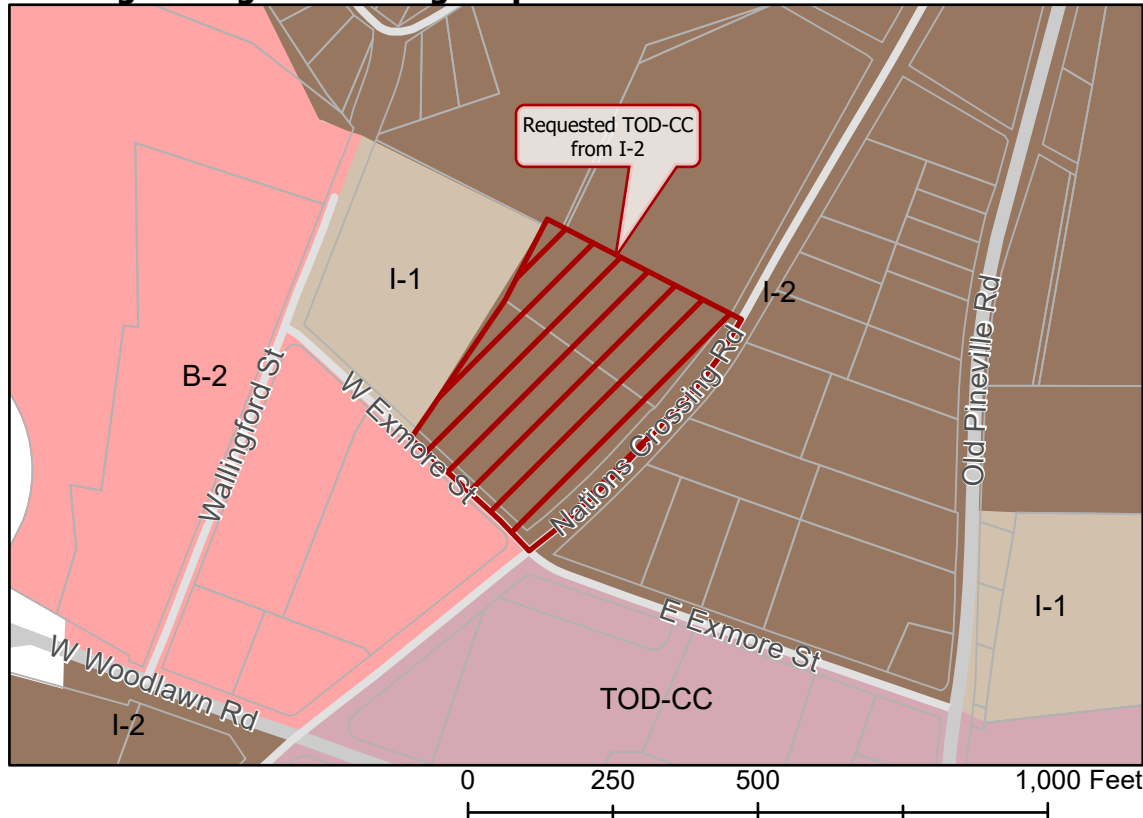 Requested TOD-CC
from I-2
I-1
I-2
B-2
W Exmore St
Wallingford St
Nations Crossing Rd
Old Pineville Rd
E Exmore St
I-1
W Woodlawn Rd
TOD-CC
I-2
0 250 500 1,000 Feet